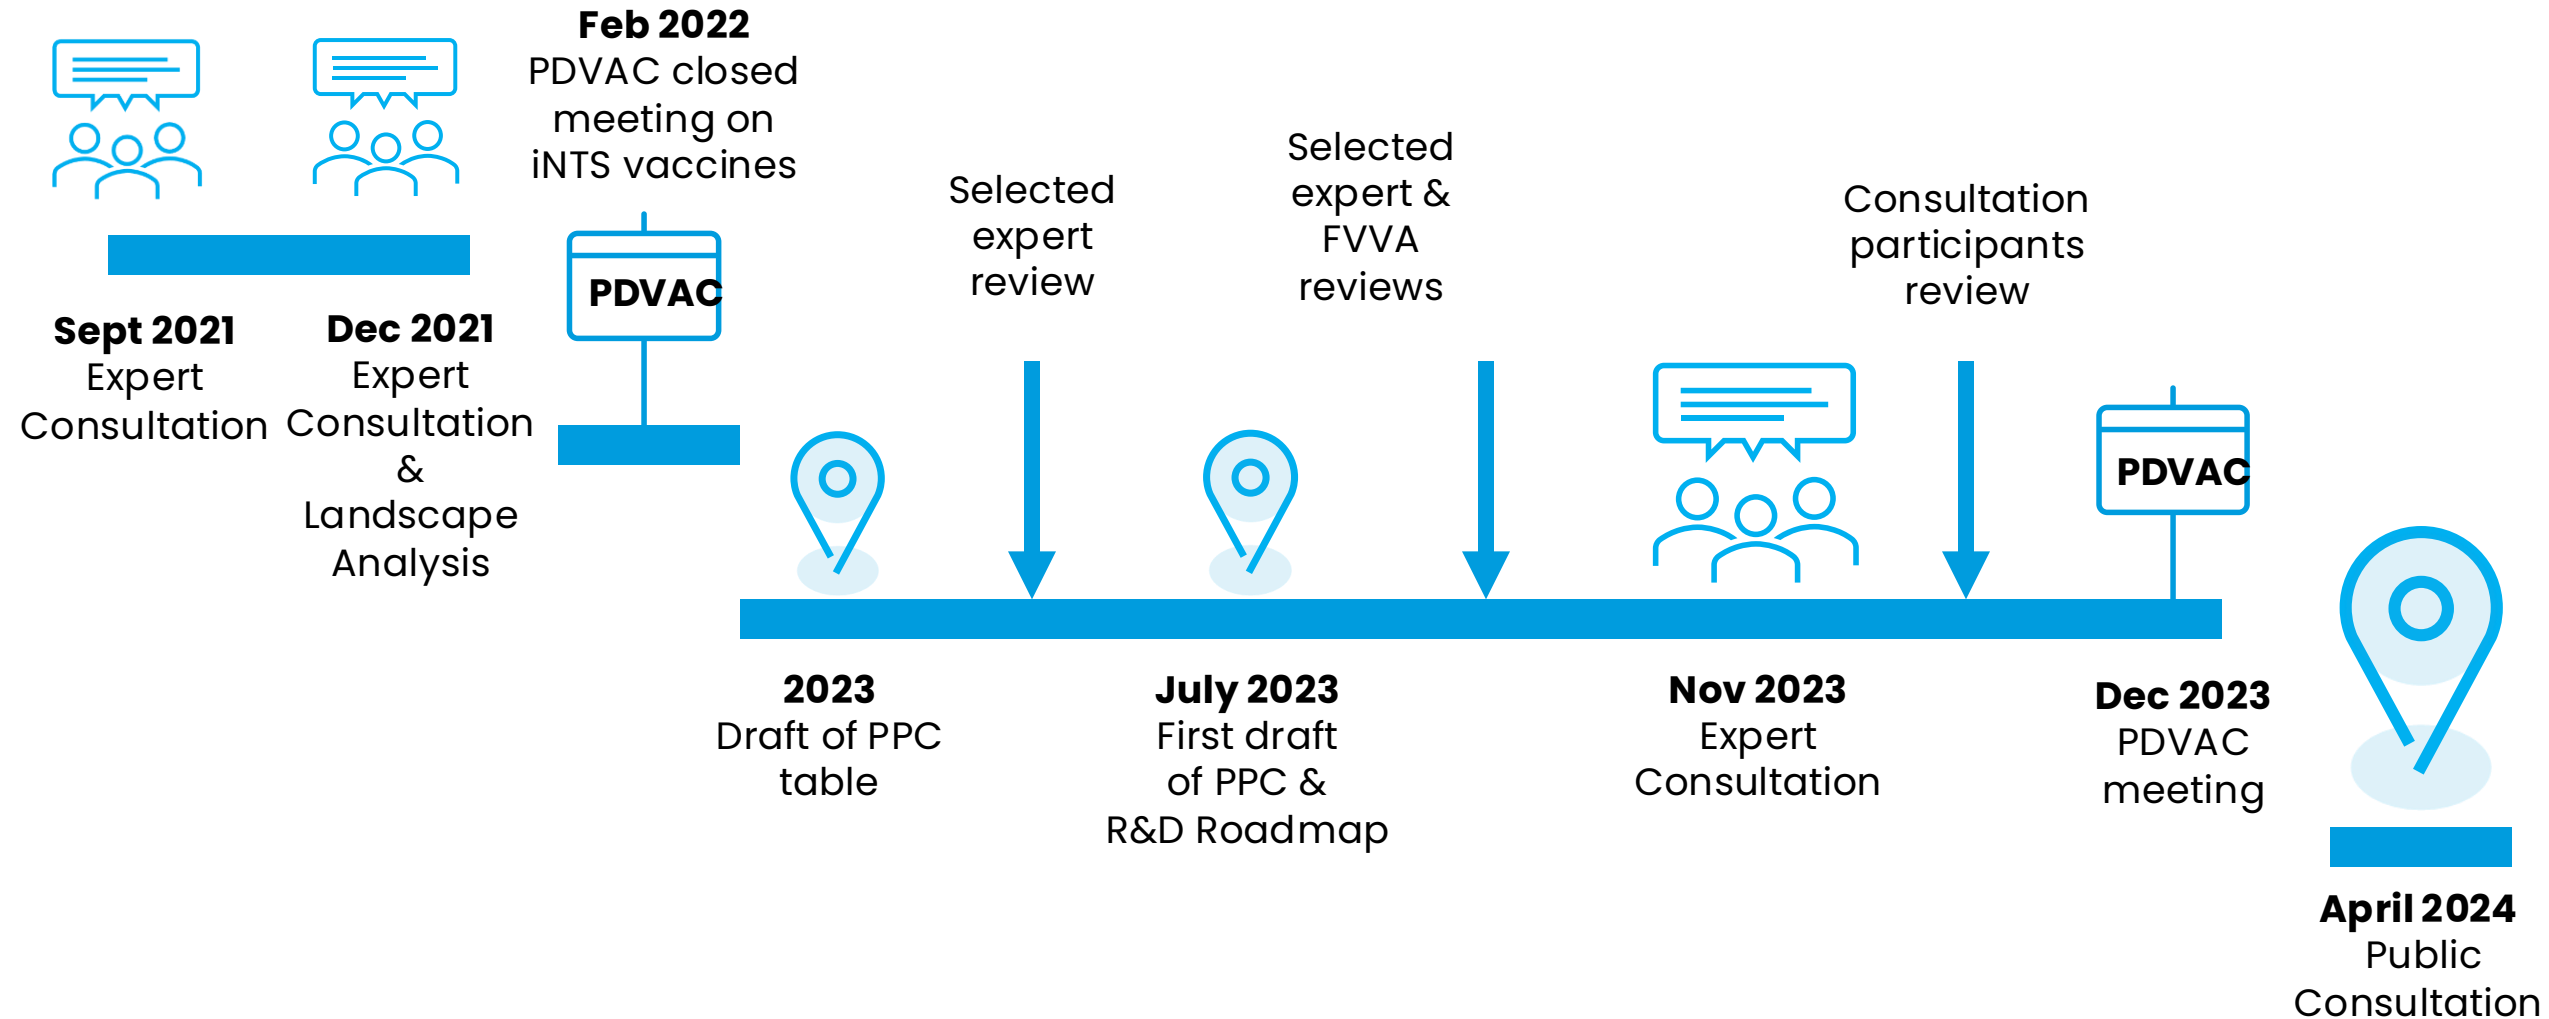 Sept 2021
Expert
Consultation
Dec 2021
Expert
Consultation
&
Landscape
Analysis
Feb 2022
PDVAC closed
meeting on
iNTS vaccines
PDVAC
2023
Draft of PPC
table
Selected
expert
review
July 2023
First draft
of PPC &
R&D Roadmap
Selected
expert &
FVVA
reviews
Nov 2023
Expert
Consultation
Consultation
participants
review
PDVAC
Dec 2023
PDVAC
meeting
April 2024
Public
Consultation